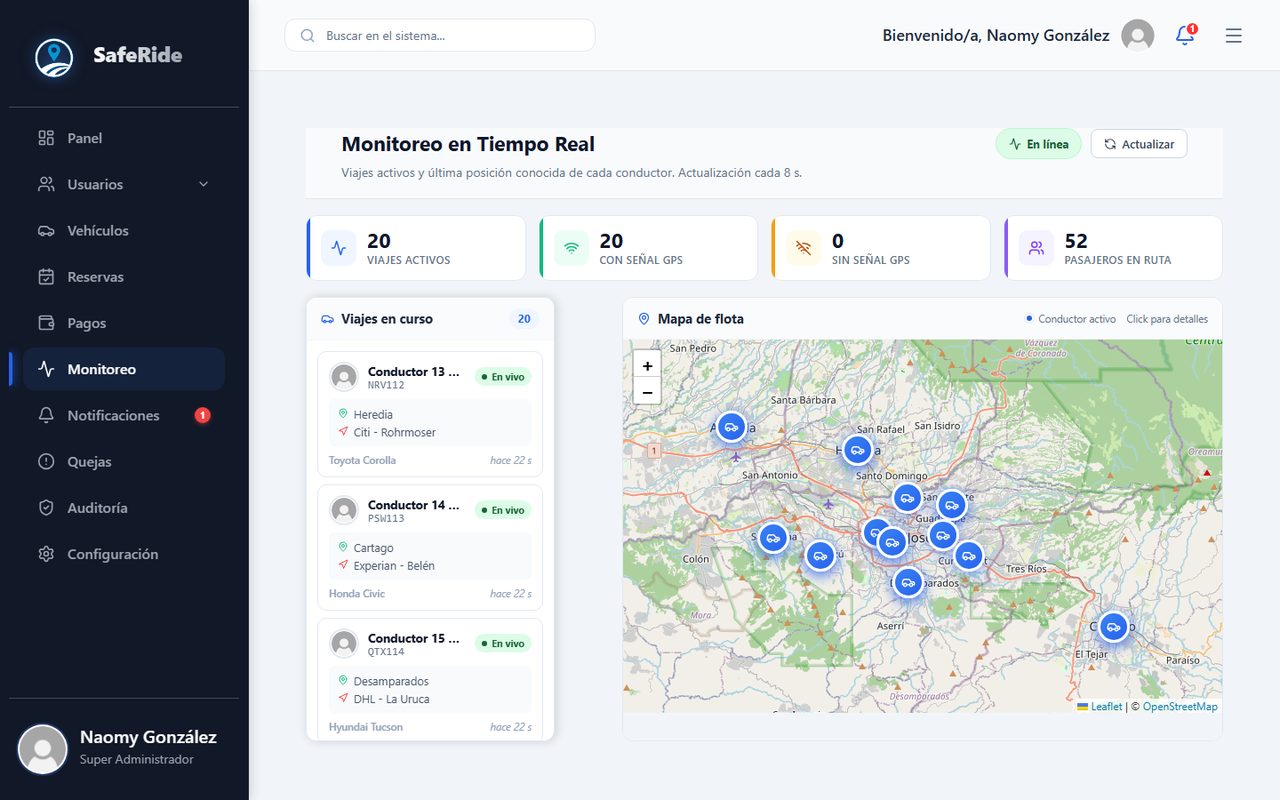 SafeRide
Buscar en el sistema...
Bienvenido/a, Naomy González
1
Panel
Usuarios
Vehículos
Reservas
Pagos
Monitoreo
Notificaciones
1
Quejas
Auditoría
Configuración
Naomy González
Super Administrador
Monitoreo en Tiempo Real
Viajes activos y última posición conocida de cada conductor. Actualización cada 8 s.
En línea
Actualizar
20
VIAJES ACTIVOS
20
CON SEÑAL GPS
0
SIN SEÑAL GPS
52
PASAJEROS EN RUTA
Viajes en curso
20
Conductor 13 ...
NRV112
En vivo
Heredia
Citi - Rohrmoser
Toyota Corolla
hace 22 s
Conductor 14 ...
PSW113
En vivo
Cartago
Experian - Belén
Honda Civic
hace 22 s
Conductor 15 ...
QTX114
En vivo
Desamparados
DHL - La Uruca
Hyundai Tucson
hace 22 s
Mapa de flota
Conductor activo
Click para detalles
+
−
San Pedro
Vázquez
de Coronado
Santa Bárbara
San Rafael
San Isidro
1
San Antonio
Santo Domingo
Colón
Tres Ríos
Mora
Aserrí
El Tejar
Paraíso
Desamparados
Leaflet | © OpenStreetMap